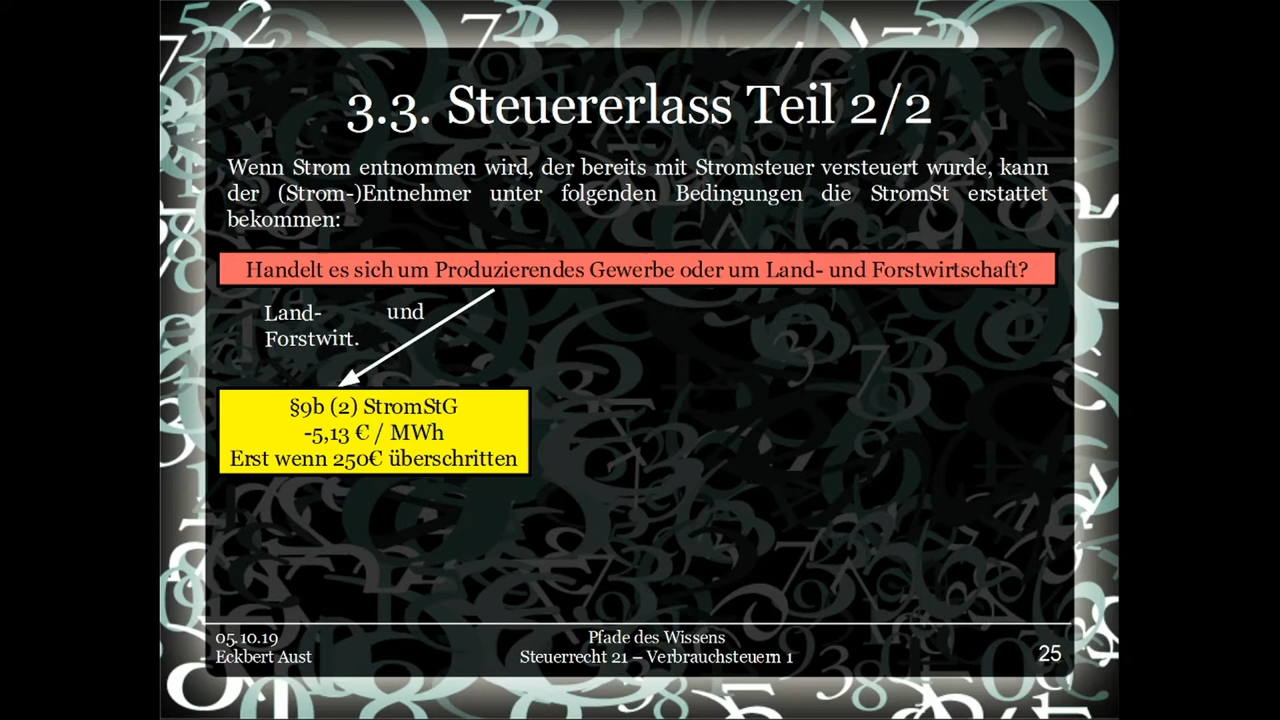 3.3. Steuererlass Teil 2/2
Wenn Strom entnommen wird, der bereits mit Stromsteuer versteuert wurde, kann
der (Strom-)Entnehmer unter folgenden Bedingungen die StromSt erstattet
bekommen:
Handelt es sich um Produzierendes Gewerbe oder um Land- und Forstwirtschaft?
Land- und
Forstwirt.
§9b (2) StromStG
-5,13 € / MWh
Erst wenn 250€ überschritten
05.10.19
Eckbert Aust
Pfade des Wissens
Steuerrecht 21 – Verbrauchsteuern 1
25